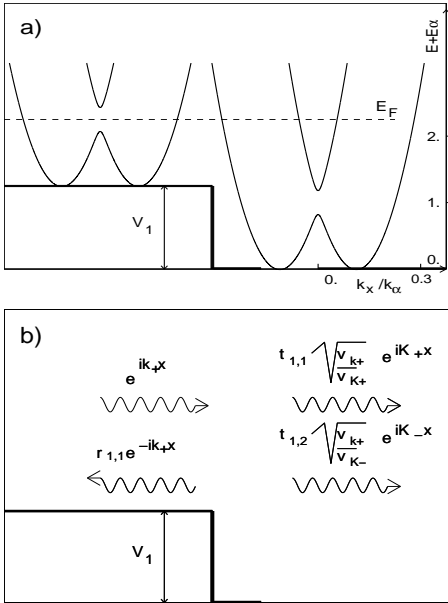 a)
E+Eα
E_F
2.
1.
V_1
0.
0.
0.3
k_x/k_α
b)
e^{ik_+x}
t_{1,1} √(v_{k+}/v_{K+}) e^{iK_+x}
r_{1,1}e^{-ik_+x}
t_{1,2} √(v_{k+}/v_{K-}) e^{iK_-x}
V_1